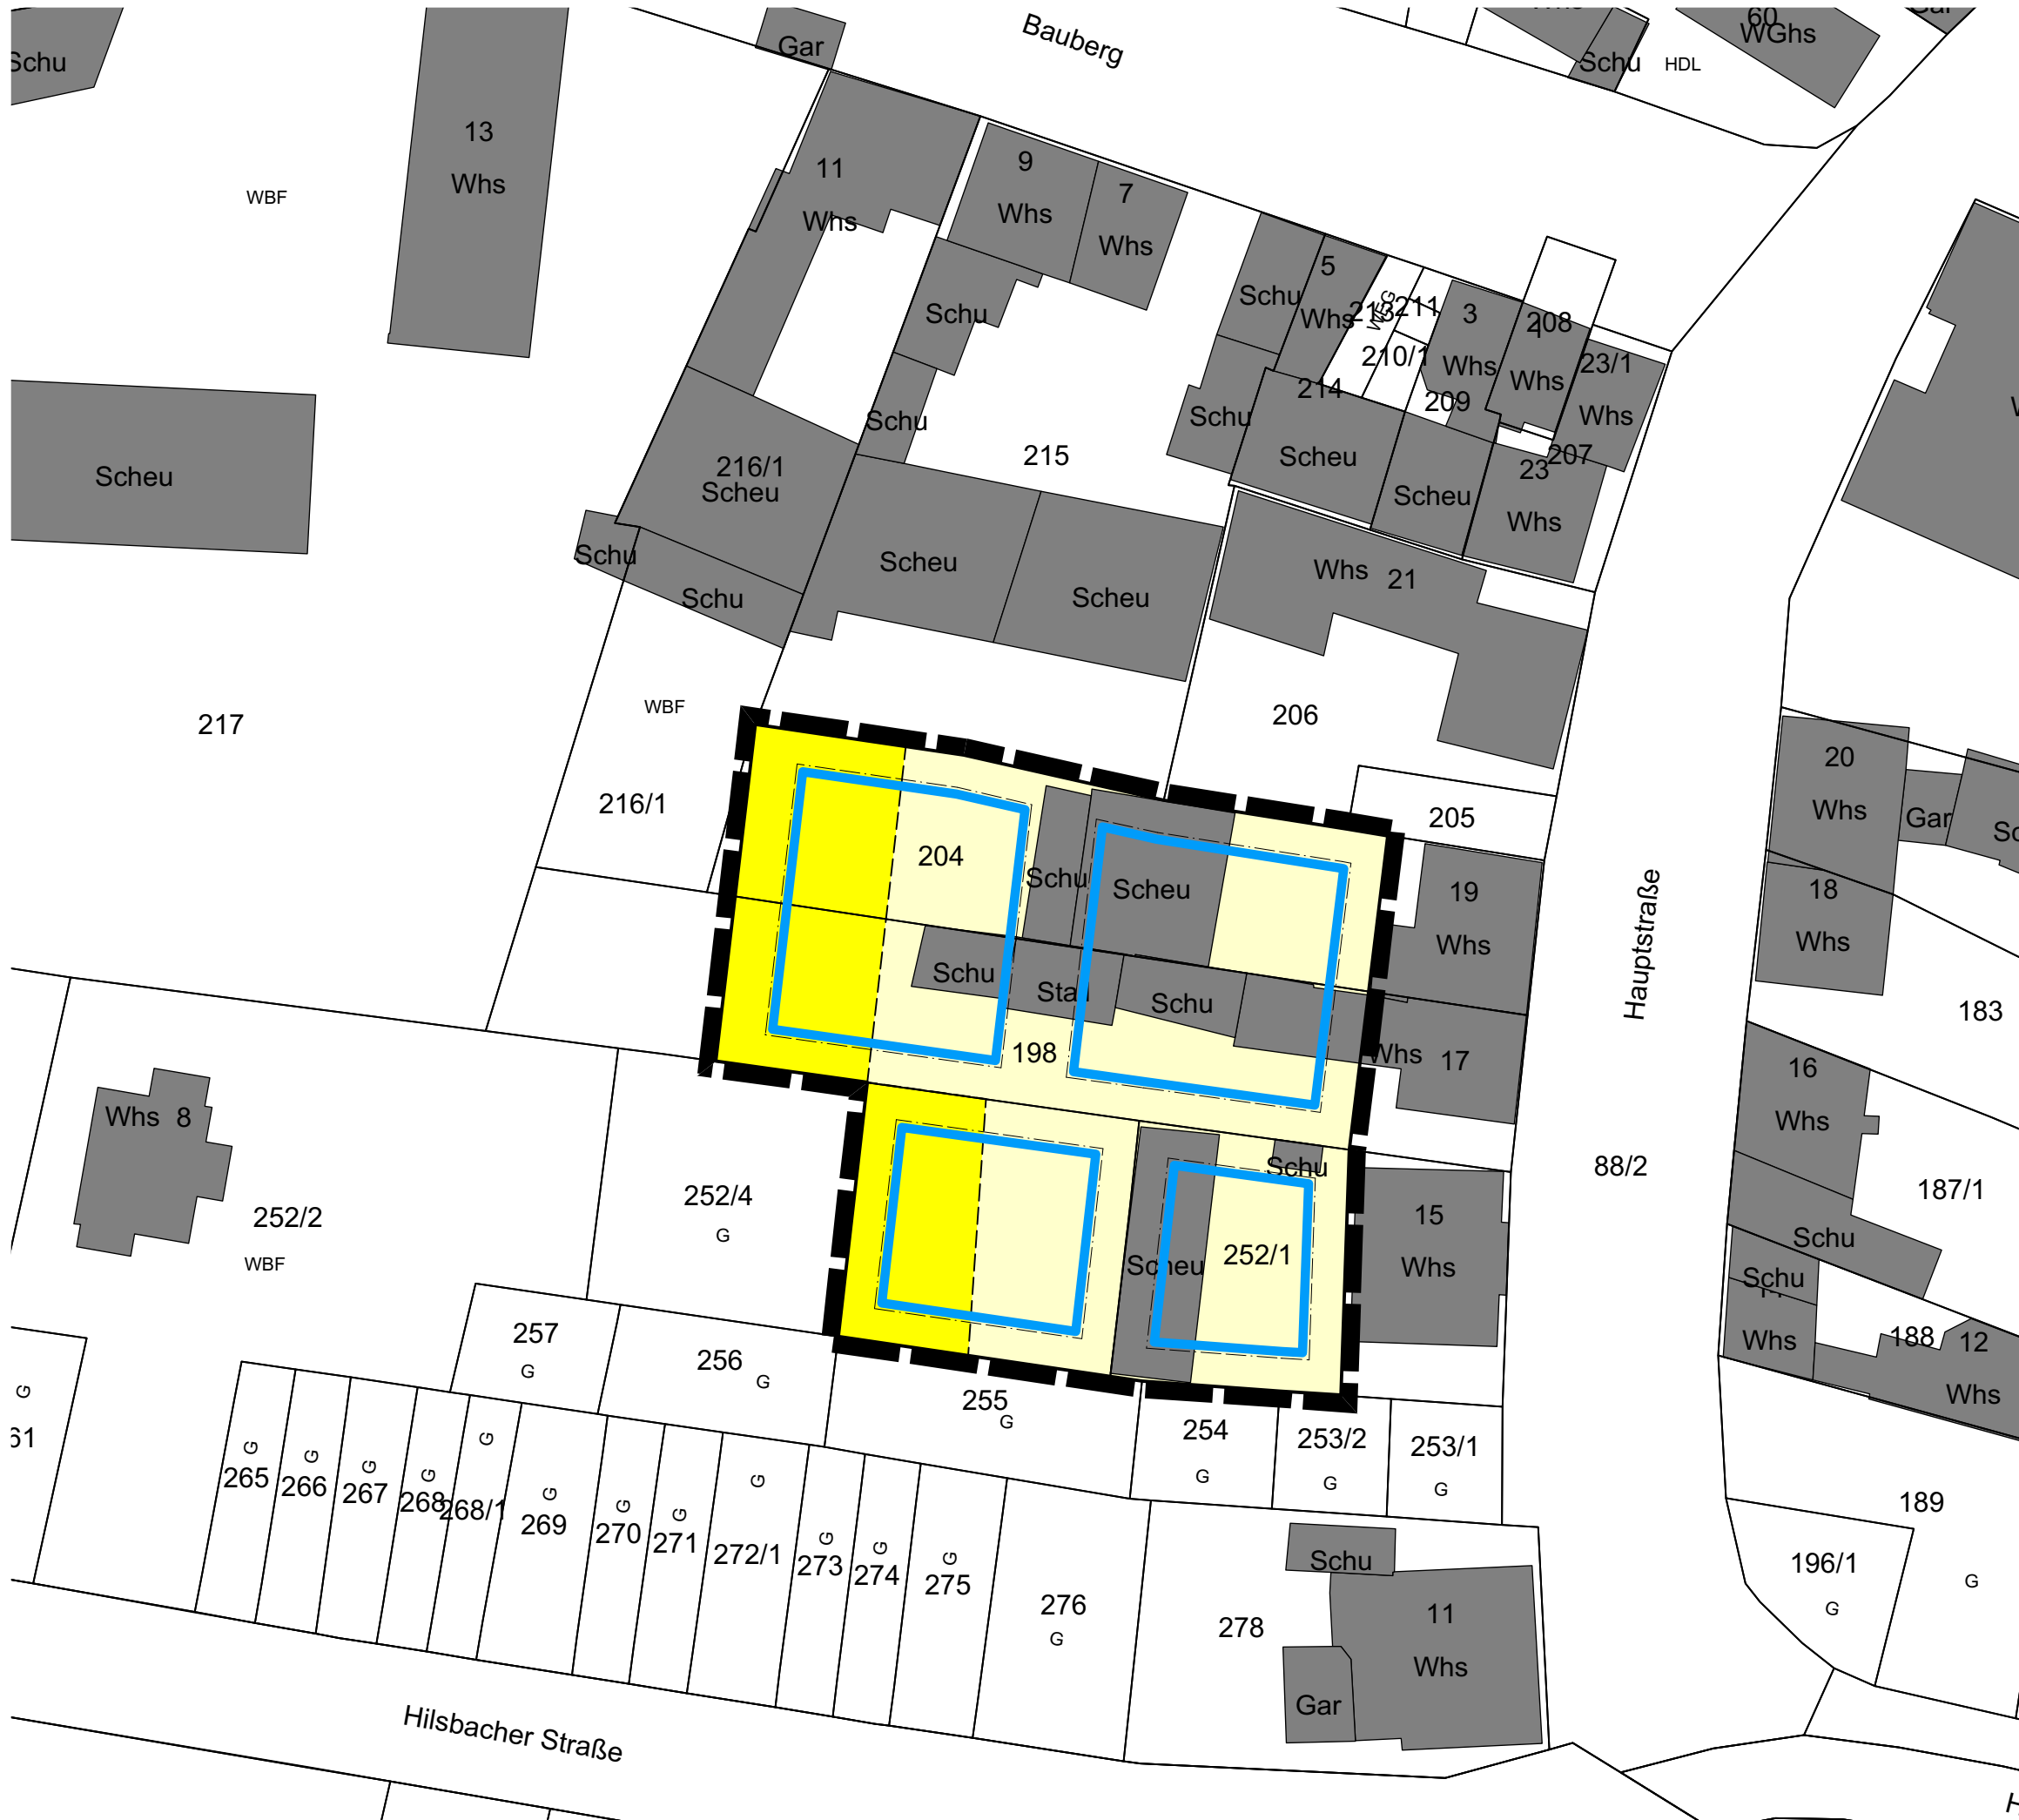 Bauberg
Schu
Gar
60
WGhs
Schu
HDL
13
Whs
WBF
11
Whs
9
Whs
7
Whs
Schu
Schu
Schu
5
Whs
213
WEG
211
210/1
3
Whs
208
Whs
23/1
Whs
214
209
207
23
Whs
Schu
Scheu
Scheu
Scheu
216/1
Scheu
215
Schu
Schu
Scheu
Scheu
Whs 21
217
WBF
206
216/1
205
204
Schu
Scheu
19
Whs
Hauptstraße
20
Whs
Gar
18
Whs
183
Schu
Stall
Schu
198
Whs 17
16
Whs
Whs 8
252/2
WBF
252/4
G
Schu
Scheu
252/1
15
Whs
88/2
187/1
Schu
Schu
Whs
188
12
Whs
257
G
256
G
255
G
254
G
253/2
G
253/1
G
G
61
G
265
G
266
G
267
G
268
G
268/1
G
269
G
270
G
271
G
272/1
G
273
G
274
G
275
276
G
278
Schu
11
Whs
Gar
189
G
196/1
G
Hilsbacher Straße